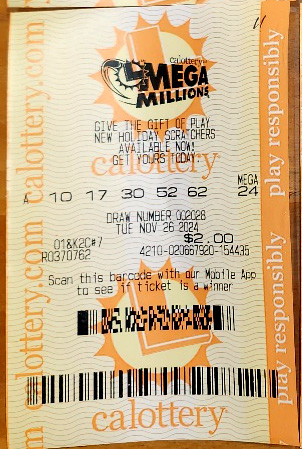 calottery
MEGA
MILLIONS
GIVE THE GIFT OF PLAY
NEW HOLIDAY SCRATCHERS
AVAILABLE NOW!
GET YOURS TODAY
calottery
MEGA
A 10 17 30 52 62 24
DRAW NUMBER 002028
TUE NOV 26 2024
$2.00
01&K2C#7
R0370762 4210-020667920-154435
Scan this barcode with our Mobile App
to see if ticket is a winner
calottery
m calottery.com calottery.com
play responsibly play responsibly